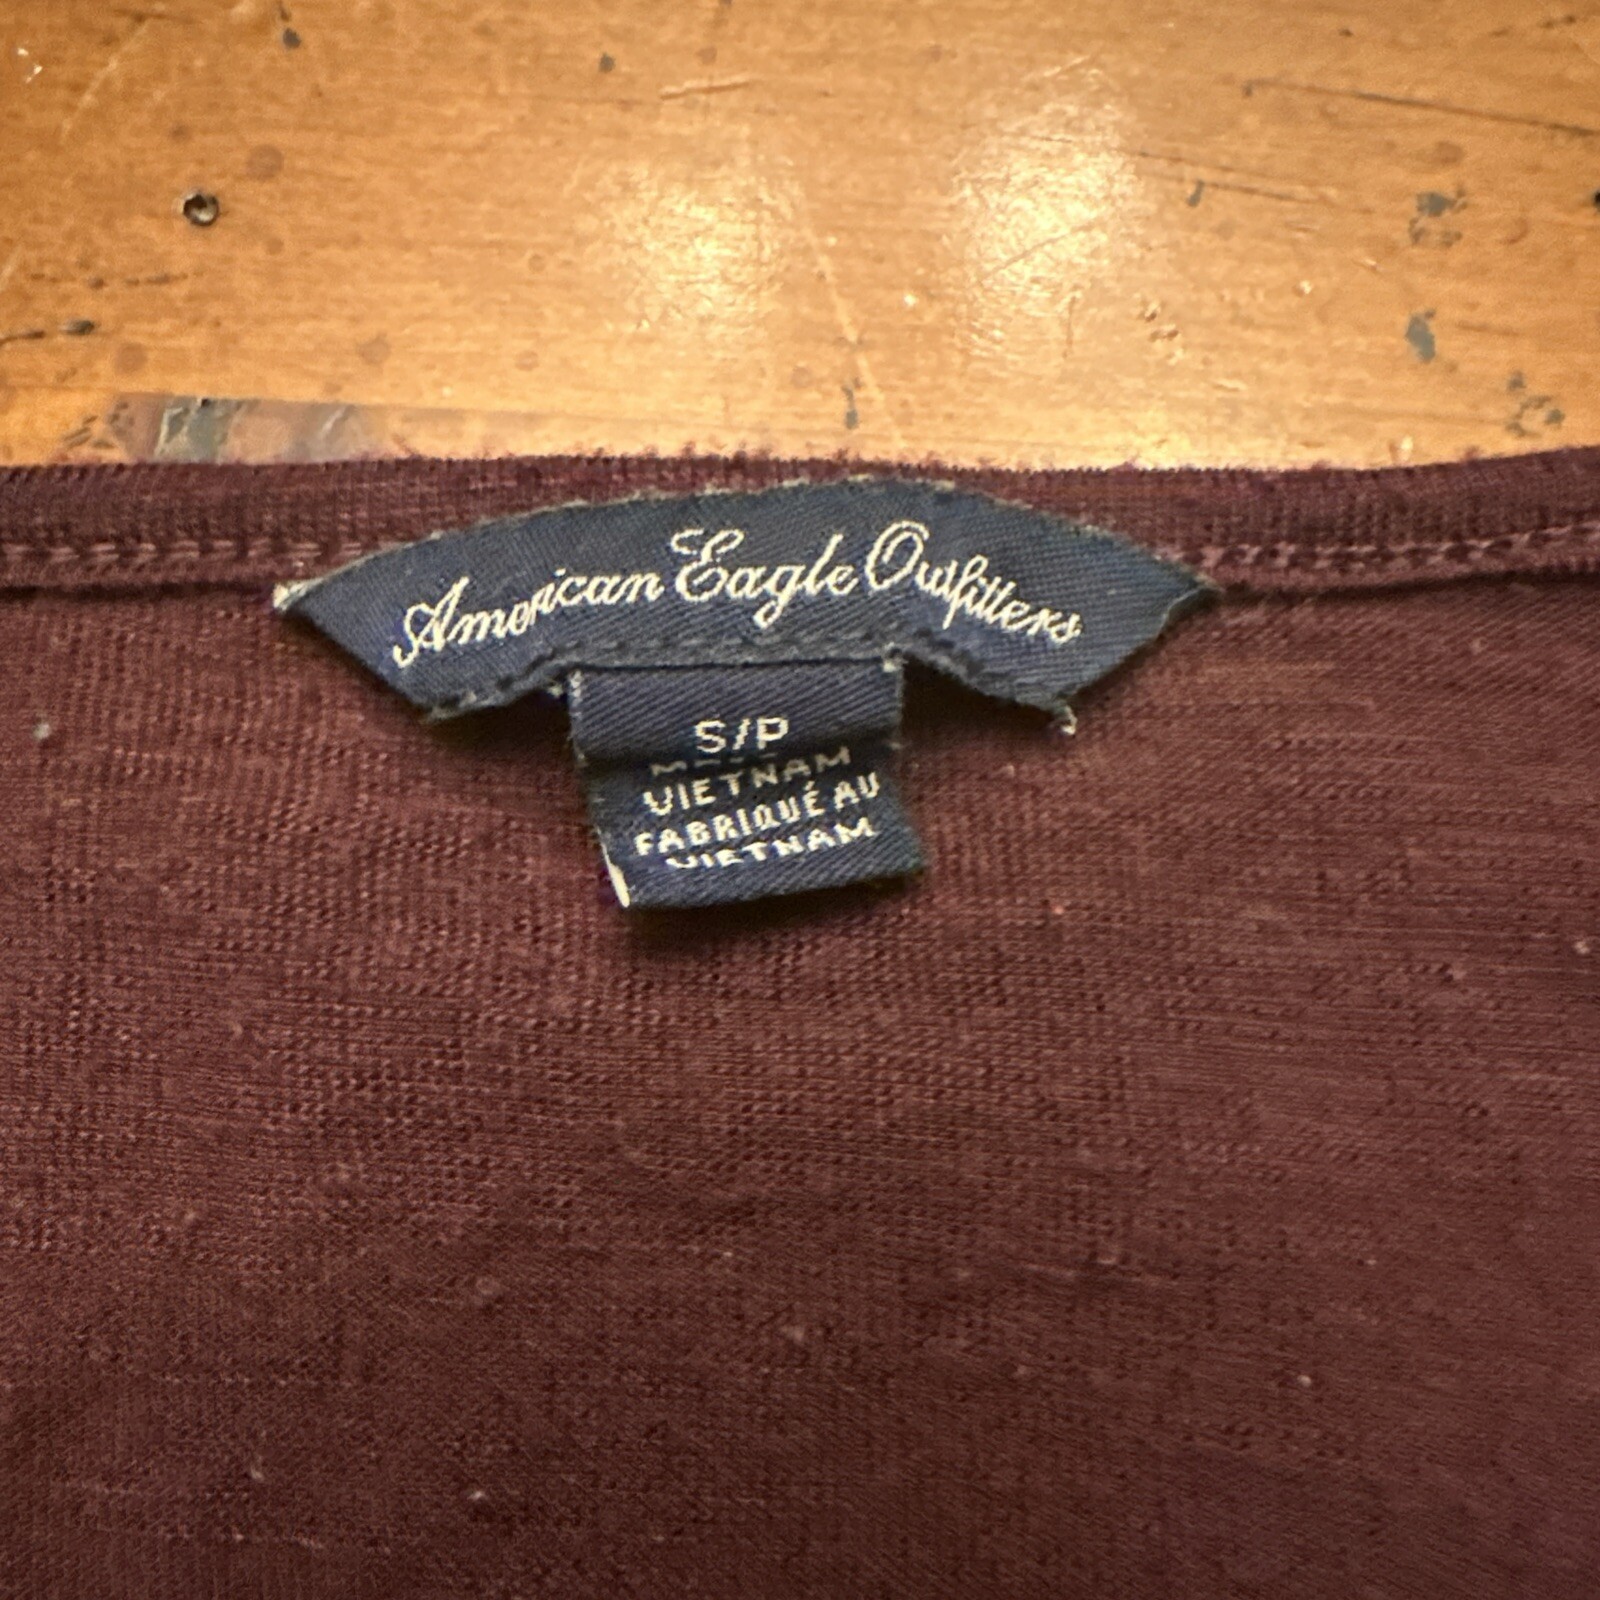 American Eagle Outfitters
S/P
VIETNAM
FABRIQUÉ AU
VIETNAM